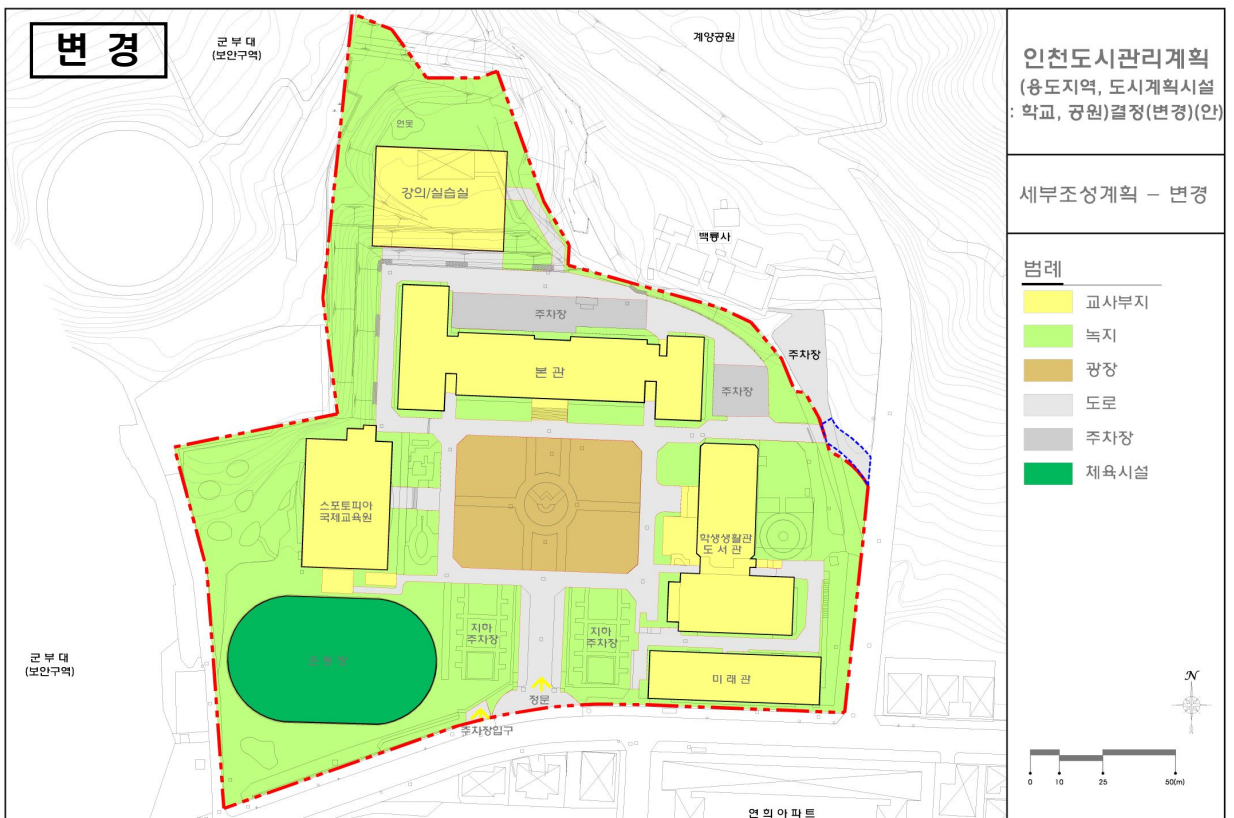 변 경
군 부 대
(보안구역)
계양공원
연못
강의/실습실
백룡사
주차장
주차장
본 관
주차장
스포토피아
국제교육원
학생생활관
도 서 관
지하
주차장
지하
주차장
운 동 장
미 래 관
정문
주차장입구
군 부 대
(보안구역)
연 희 아 파 트
인천도시관리계획
(용도지역, 도시계획시설
: 학교, 공원)결정(변경)(안)
세부조성계획 – 변경
범례
교사부지
녹지
광장
도로
주차장
체육시설
N
0 10 25 50(m)